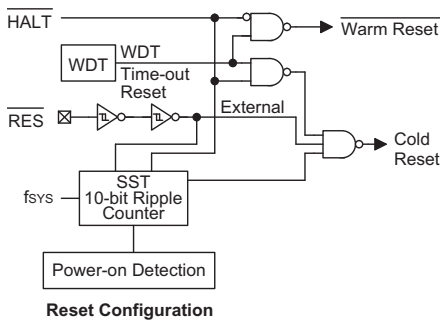 HALT
Warm Reset
WDT
WDT
Time-out
Reset
RES
External
Cold
Reset
SST
10-bit Ripple
Counter
fSYS
Power-on Detection
Reset Configuration